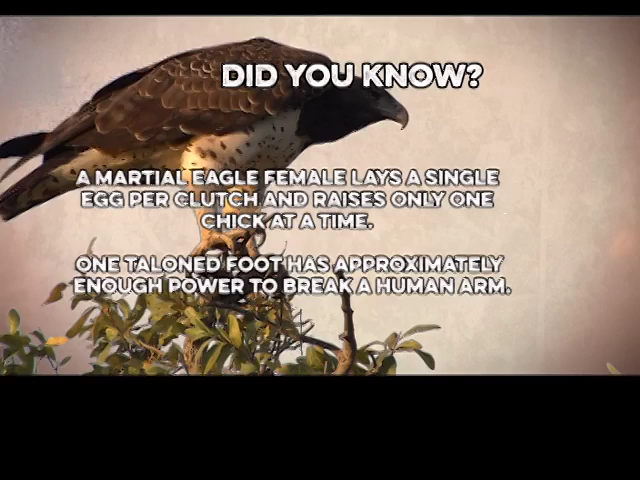 DID YOU KNOW?
A MARTIAL EAGLE FEMALE LAYS A SINGLE
EGG PER CLUTCH AND RAISES ONLY ONE
CHICK AT A TIME.
ONE TALONED FOOT HAS APPROXIMATELY
ENOUGH POWER TO BREAK A HUMAN ARM.